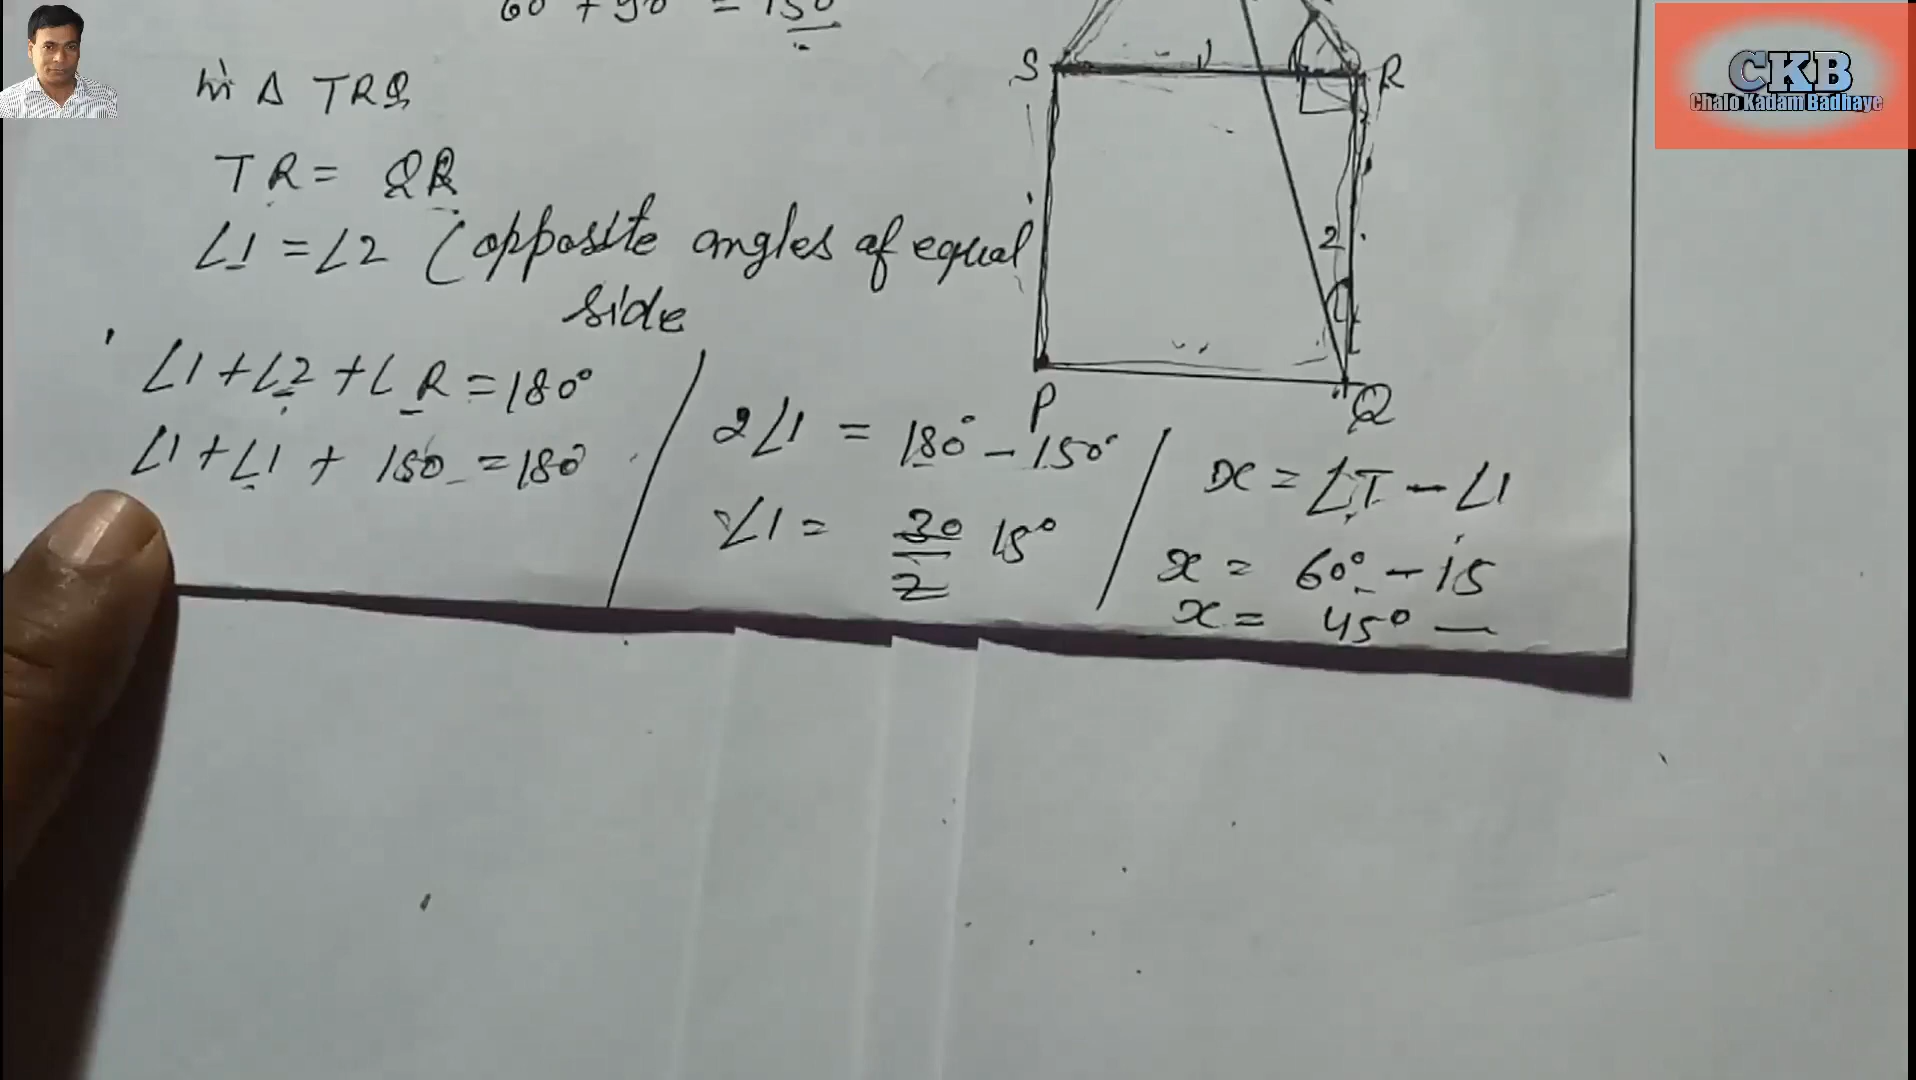 60 + 90 = 150
In Δ TRQ
TR = QR
∠1 = ∠2 (opposite angles of equal side
∠1 + ∠2 + ∠R = 180°
∠1 + ∠1 + 150 = 180
2∠1 = 180° - 150°
∠1 = 30/2 15°
x = ∠T - ∠1
x = 60° - 15
x = 45°
S
R
2
P
Q
CKB
Chalo Kadam Badhaye